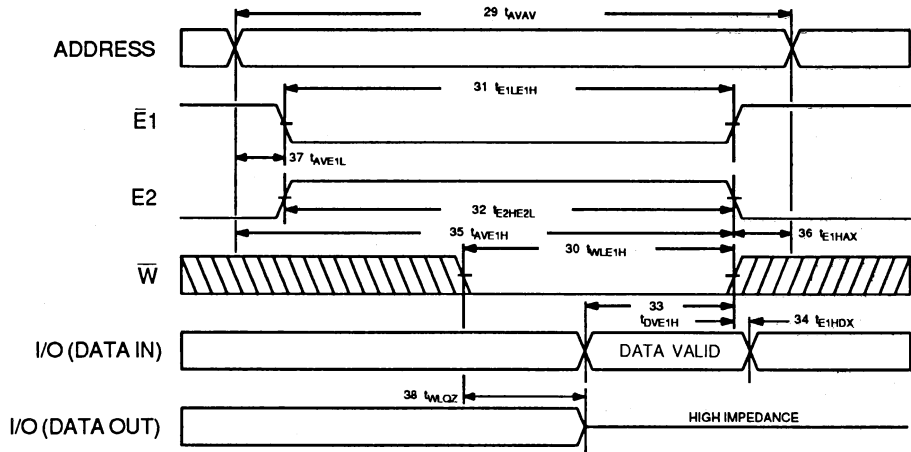 29 tAVAV
ADDRESS
31 tE1LE1H
E̅1
37 tAVE1L
E2
32 tE2HE2L
35 tAVE1H
36 tE1HAX
30 tWLE1H
W̅
33
tDVE1H
34 tE1HDX
I/O (DATA IN)
DATA VALID
38 tWLQZ
I/O (DATA OUT)
HIGH IMPEDANCE